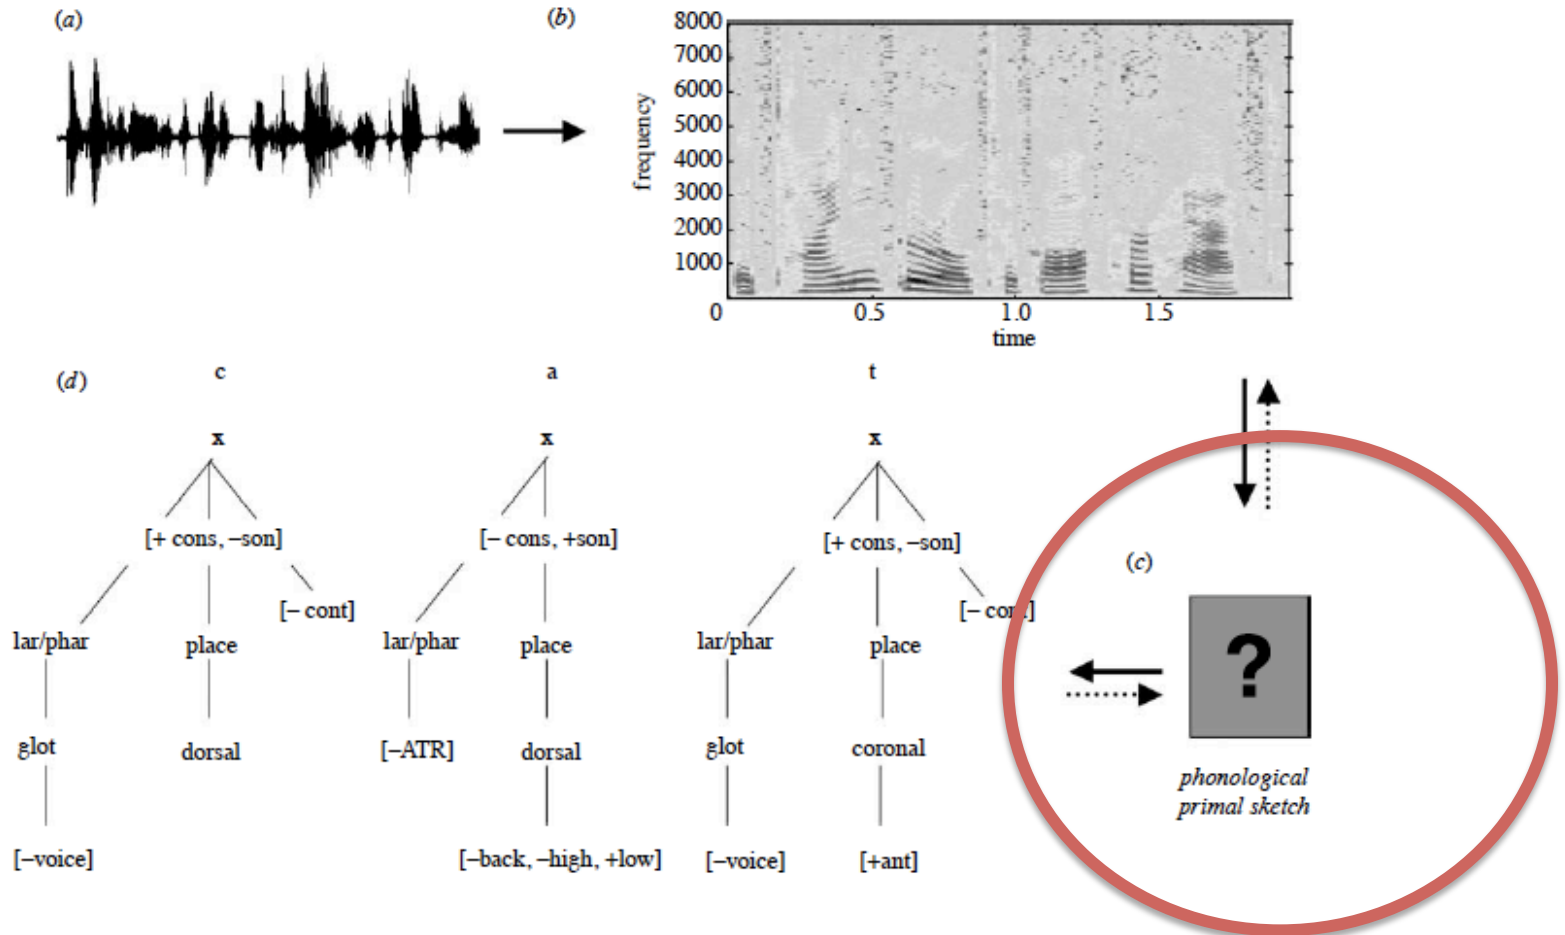 (a)
(b)
8000
7000
6000
5000
4000
3000
2000
1000
frequency
0 0.5 1.0 1.5
time
(d) c a t
x x x
[+ cons, –son] [– cons, +son] [+ cons, –son]
[– cont] [– cont]
lar/phar place lar/phar place lar/phar place
glot dorsal [–ATR] dorsal glot coronal
[–voice] [–back, –high, +low] [–voice] [+ant]
(c)
?
phonological
primal sketch